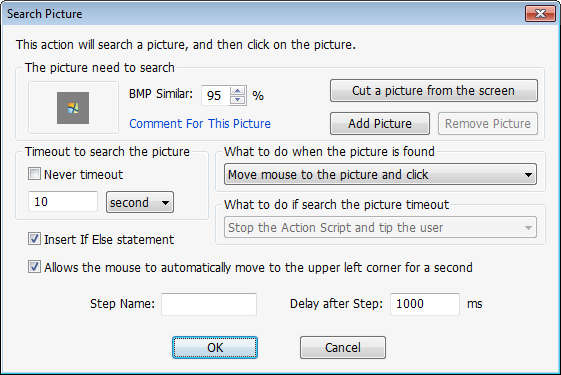 Search Picture
This action will search a picture, and then click on the picture.
The picture need to search
BMP Similar: 95 %
Cut a picture from the screen
Comment For This Picture
Add Picture
Remove Picture
Timeout to search the picture
Never timeout
10 second
What to do when the picture is found
Move mouse to the picture and click
What to do if search the picture timeout
Stop the Action Script and tip the user
Insert If Else statement
Allows the mouse to automatically move to the upper left corner for a second
Step Name:
Delay after Step: 1000 ms
OK
Cancel